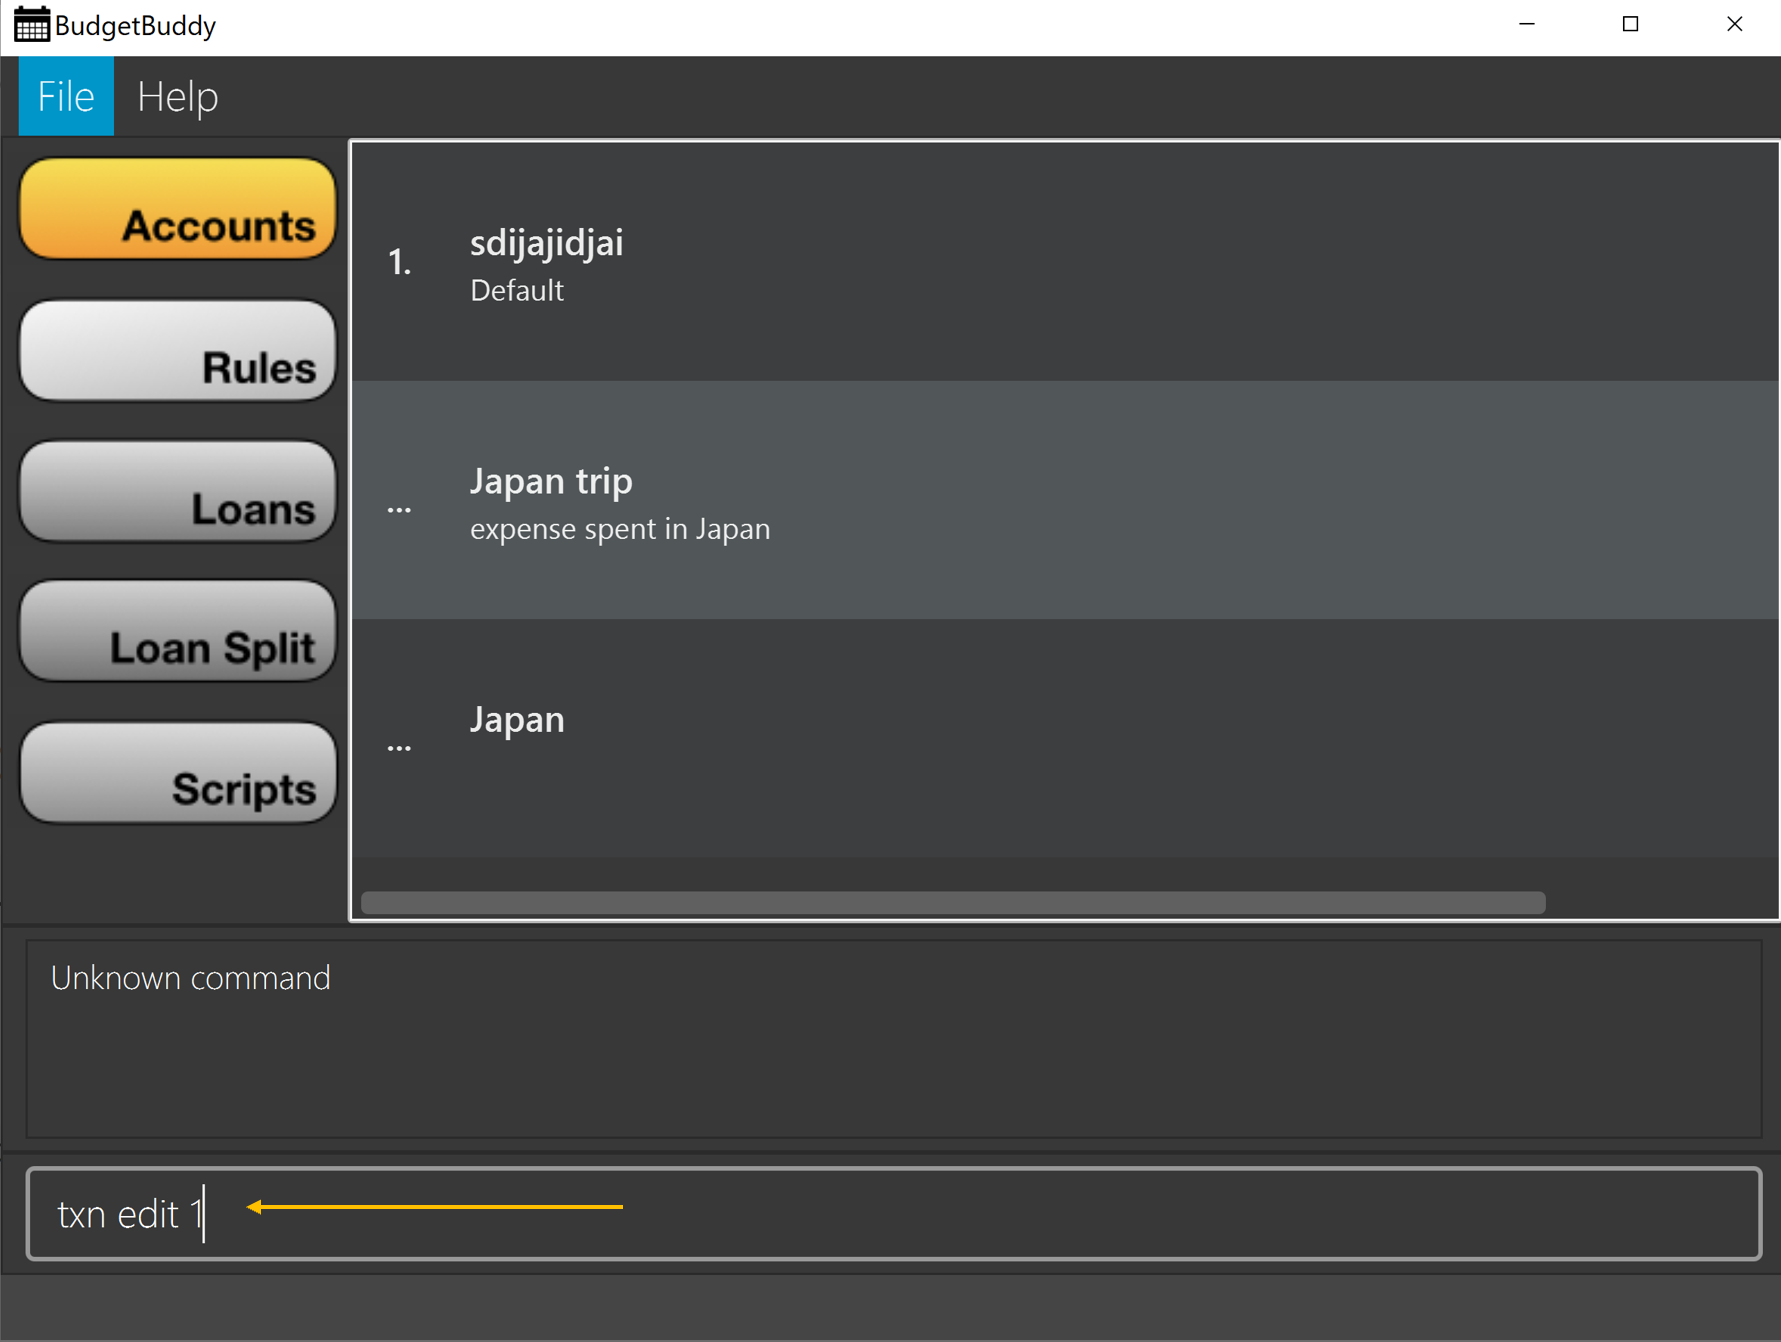 BudgetBuddy
File Help
Accounts
Rules
Loans
Loan Split
Scripts
1.
sdijajidjai
Default
...
Japan trip
expense spent in Japan
...
Japan
Unknown command
txn edit 1